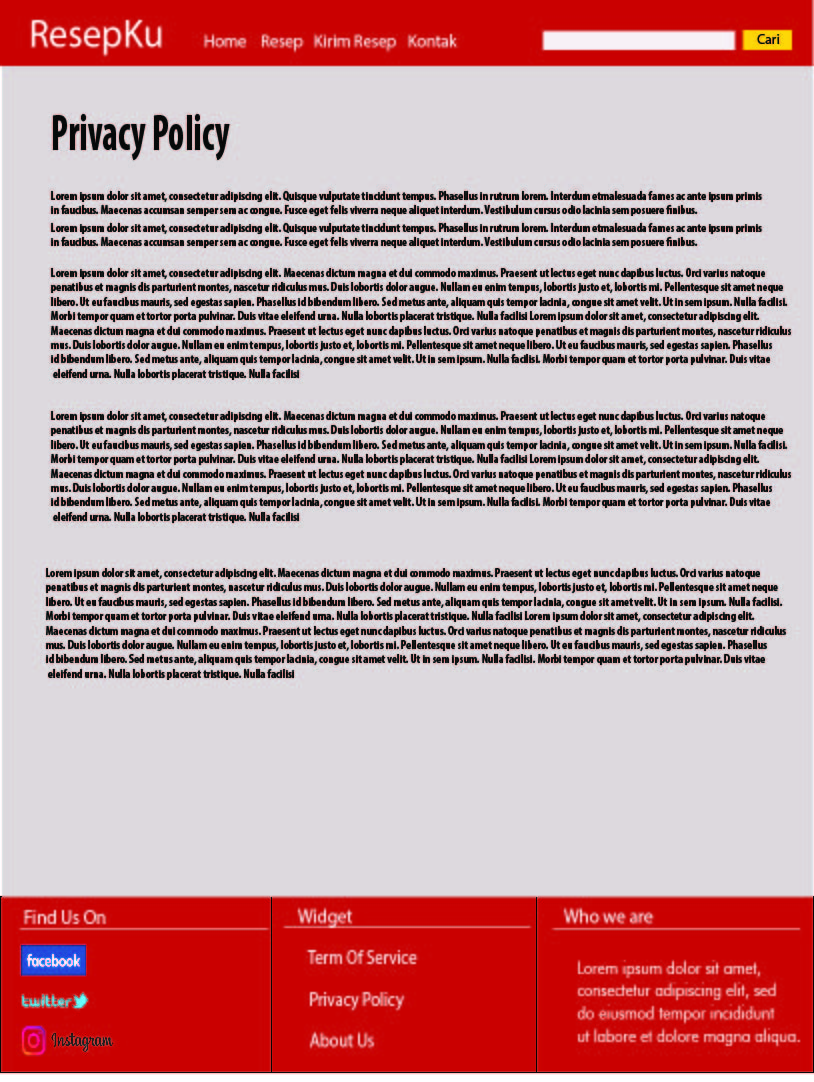 ResepKu
Home Resep Kirim Resep Kontak Cari
Privacy Policy
Lorem ipsum dolor sit amet, consectetur adipiscing elit. Quisque vulputate tincidunt tempus. Phasellus in rutrum lorem. Interdum etmalesuada fames ac ante ipsum primis
in faucibus. Maecenas accumsan semper sem ac congue. Fusce eget felis viverra neque aliquet interdum. Vestibulum cursus odio lacinia sem posuere finibus.
Lorem ipsum dolor sit amet, consectetur adipiscing elit. Quisque vulputate tincidunt tempus. Phasellus in rutrum lorem. Interdum etmalesuada fames ac ante ipsum primis
in faucibus. Maecenas accumsan semper sem ac congue. Fusce eget felis viverra neque aliquet interdum. Vestibulum cursus odio lacinia sem posuere finibus.
Lorem ipsum dolor sit amet, consectetur adipiscing elit. Maecenas dictum magna et dui commodo maximus. Praesent ut lectus eget nunc dapibus luctus. Orci varius natoque
penatibus et magnis dis parturient montes, nascetur ridiculus mus. Duis lobortis dolor augue. Nullam eu enim tempus, lobortis justo et, lobortis mi. Pellentesque sit amet neque
libero. Ut eu faucibus mauris, sed egestas sapien. Phasellus id bibendum libero. Sed metus ante, aliquam quis tempor lacinia, congue sit amet velit. Ut in sem ipsum. Nulla facilisi.
Morbi tempor quam et tortor porta pulvinar. Duis vitae eleifend urna. Nulla lobortis placerat tristique. Nulla facilisi Lorem ipsum dolor sit amet, consectetur adipiscing elit.
Maecenas dictum magna et dui commodo maximus. Praesent ut lectus eget nunc dapibus luctus. Orci varius natoque penatibus et magnis dis parturient montes, nascetur ridiculus
mus. Duis lobortis dolor augue. Nullam eu enim tempus, lobortis justo et, lobortis mi. Pellentesque sit amet neque libero. Ut eu faucibus mauris, sed egestas sapien. Phasellus
id bibendum libero. Sed metus ante, aliquam quis tempor lacinia, congue sit amet velit. Ut in sem ipsum. Nulla facilisi. Morbi tempor quam et tortor porta pulvinar. Duis vitae
eleifend urna. Nulla lobortis placerat tristique. Nulla facilisi
Lorem ipsum dolor sit amet, consectetur adipiscing elit. Maecenas dictum magna et dui commodo maximus. Praesent ut lectus eget nunc dapibus luctus. Orci varius natoque
penatibus et magnis dis parturient montes, nascetur ridiculus mus. Duis lobortis dolor augue. Nullam eu enim tempus, lobortis justo et, lobortis mi. Pellentesque sit amet neque
libero. Ut eu faucibus mauris, sed egestas sapien. Phasellus id bibendum libero. Sed metus ante, aliquam quis tempor lacinia, congue sit amet velit. Ut in sem ipsum. Nulla facilisi.
Morbi tempor quam et tortor porta pulvinar. Duis vitae eleifend urna. Nulla lobortis placerat tristique. Nulla facilisi Lorem ipsum dolor sit amet, consectetur adipiscing elit.
Maecenas dictum magna et dui commodo maximus. Praesent ut lectus eget nunc dapibus luctus. Orci varius natoque penatibus et magnis dis parturient montes, nascetur ridiculus
mus. Duis lobortis dolor augue. Nullam eu enim tempus, lobortis justo et, lobortis mi. Pellentesque sit amet neque libero. Ut eu faucibus mauris, sed egestas sapien. Phasellus
id bibendum libero. Sed metus ante, aliquam quis tempor lacinia, congue sit amet velit. Ut in sem ipsum. Nulla facilisi. Morbi tempor quam et tortor porta pulvinar. Duis vitae
eleifend urna. Nulla lobortis placerat tristique. Nulla facilisi
Lorem ipsum dolor sit amet, consectetur adipiscing elit. Maecenas dictum magna et dui commodo maximus. Praesent ut lectus eget nunc dapibus luctus. Orci varius natoque
penatibus et magnis dis parturient montes, nascetur ridiculus mus. Duis lobortis dolor augue. Nullam eu enim tempus, lobortis justo et, lobortis mi. Pellentesque sit amet neque
libero. Ut eu faucibus mauris, sed egestas sapien. Phasellus id bibendum libero. Sed metus ante, aliquam quis tempor lacinia, congue sit amet velit. Ut in sem ipsum. Nulla facilisi.
Morbi tempor quam et tortor porta pulvinar. Duis vitae eleifend urna. Nulla lobortis placerat tristique. Nulla facilisi Lorem ipsum dolor sit amet, consectetur adipiscing elit.
Maecenas dictum magna et dui commodo maximus. Praesent ut lectus eget nunc dapibus luctus. Orci varius natoque penatibus et magnis dis parturient montes, nascetur ridiculus
mus. Duis lobortis dolor augue. Nullam eu enim tempus, lobortis justo et, lobortis mi. Pellentesque sit amet neque libero. Ut eu faucibus mauris, sed egestas sapien. Phasellus
id bibendum libero. Sed metus ante, aliquam quis tempor lacinia, congue sit amet velit. Ut in sem ipsum. Nulla facilisi. Morbi tempor quam et tortor porta pulvinar. Duis vitae
eleifend urna. Nulla lobortis placerat tristique. Nulla facilisi
Find Us On
facebook
twitter
Instagram
Widget
Term Of Service
Privacy Policy
About Us
Who we are
Lorem ipsum dolor sit amet,
consectetur adipiscing elit, sed
do eiusmod tempor incididunt
ut labore et dolore magna aliqua.